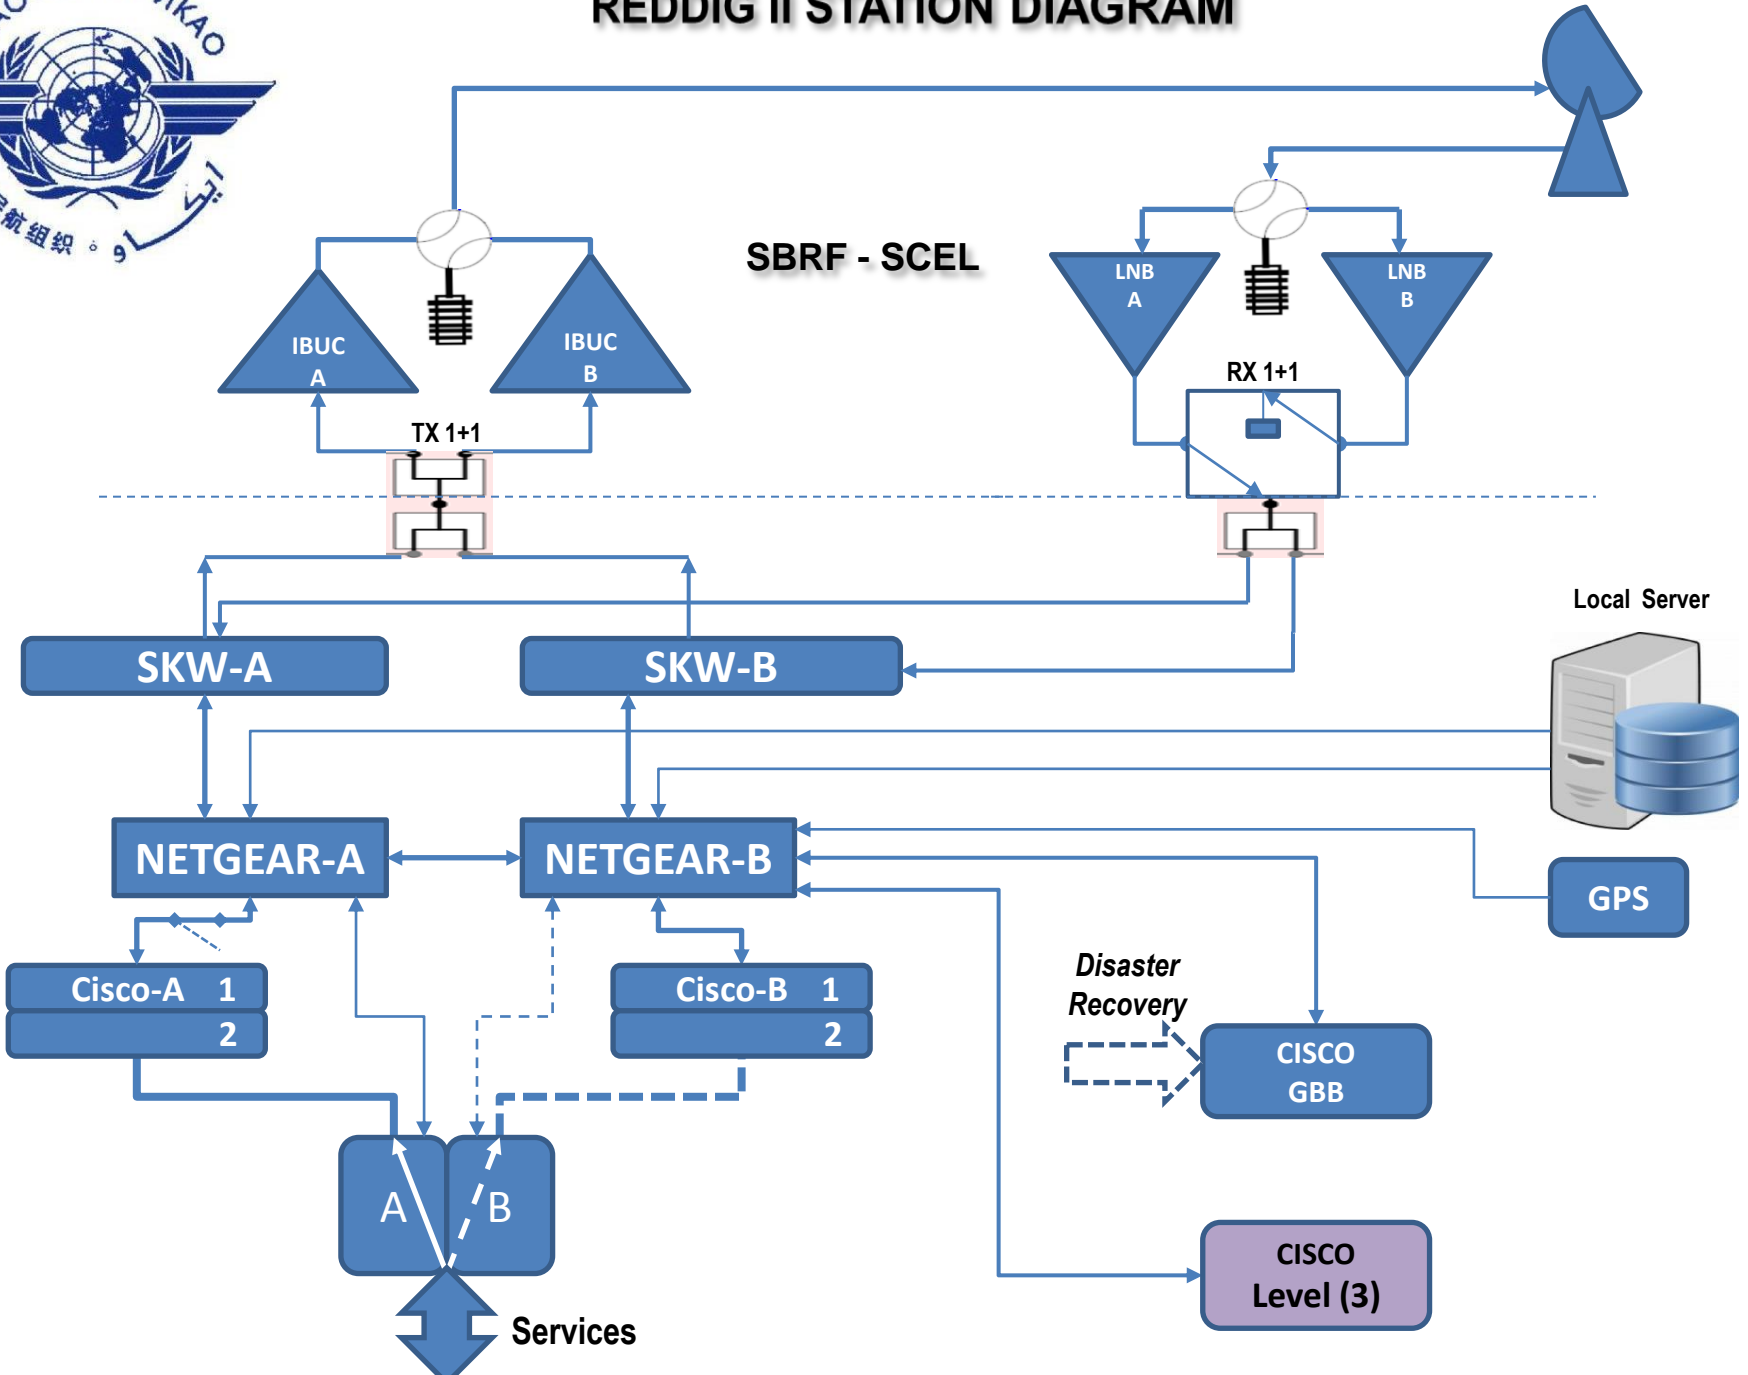 REDDIG II STATION DIAGRAM
SBRF - SCEL
LNB
A
LNB
B
IBUC
A
IBUC
B
RX 1+1
TX 1+1
Local Server
SKW-A
SKW-B
NETGEAR-A
NETGEAR-B
GPS
Cisco-A 1
2
Cisco-B 1
2
Disaster
Recovery
CISCO
GBB
A
B
CISCO
Level (3)
Services